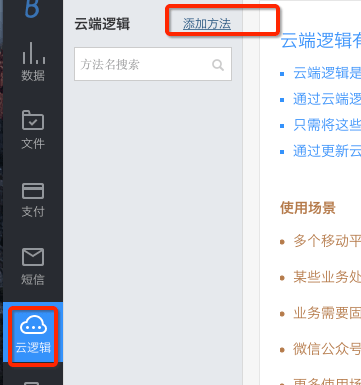 B
数据
文件
支付
短信
云逻辑
云端逻辑 添加方法
方法名搜索
云端逻辑有
云端逻辑是
通过云端逻
只需将这些
通过更新云
使用场景
多个移动平
某些业务处
业务需要固
微信公众号
更多使用场